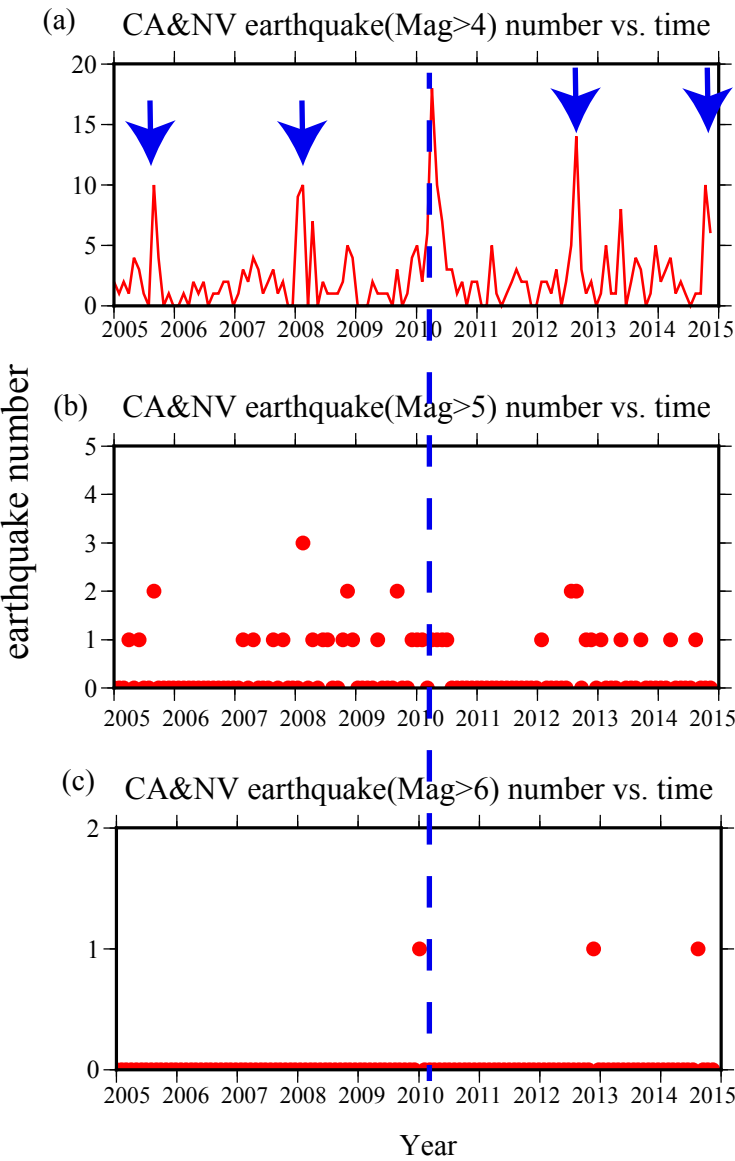 (a) CA&NV earthquake(Mag>4) number vs. time
20
15
10
5
0
2005 2006 2007 2008 2009 2010 2011 2012 2013 2014 2015
(b) CA&NV earthquake(Mag>5) number vs. time
earthquake number
5
4
3
2
1
0
2005 2006 2007 2008 2009 2010 2011 2012 2013 2014 2015
(c) CA&NV earthquake(Mag>6) number vs. time
2
1
0
2005 2006 2007 2008 2009 2010 2011 2012 2013 2014 2015
Year